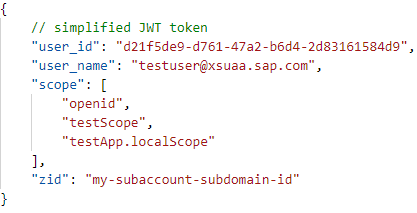 {
// simplified JWT token
"user_id": "d21f5de9-d761-47a2-b6d4-2d83161584d9",
"user_name": "testuser@xsuaa.sap.com",
"scope": [
"openid",
"testScope",
"testApp.localScope"
],
"zid": "my-subaccount-subdomain-id"
}